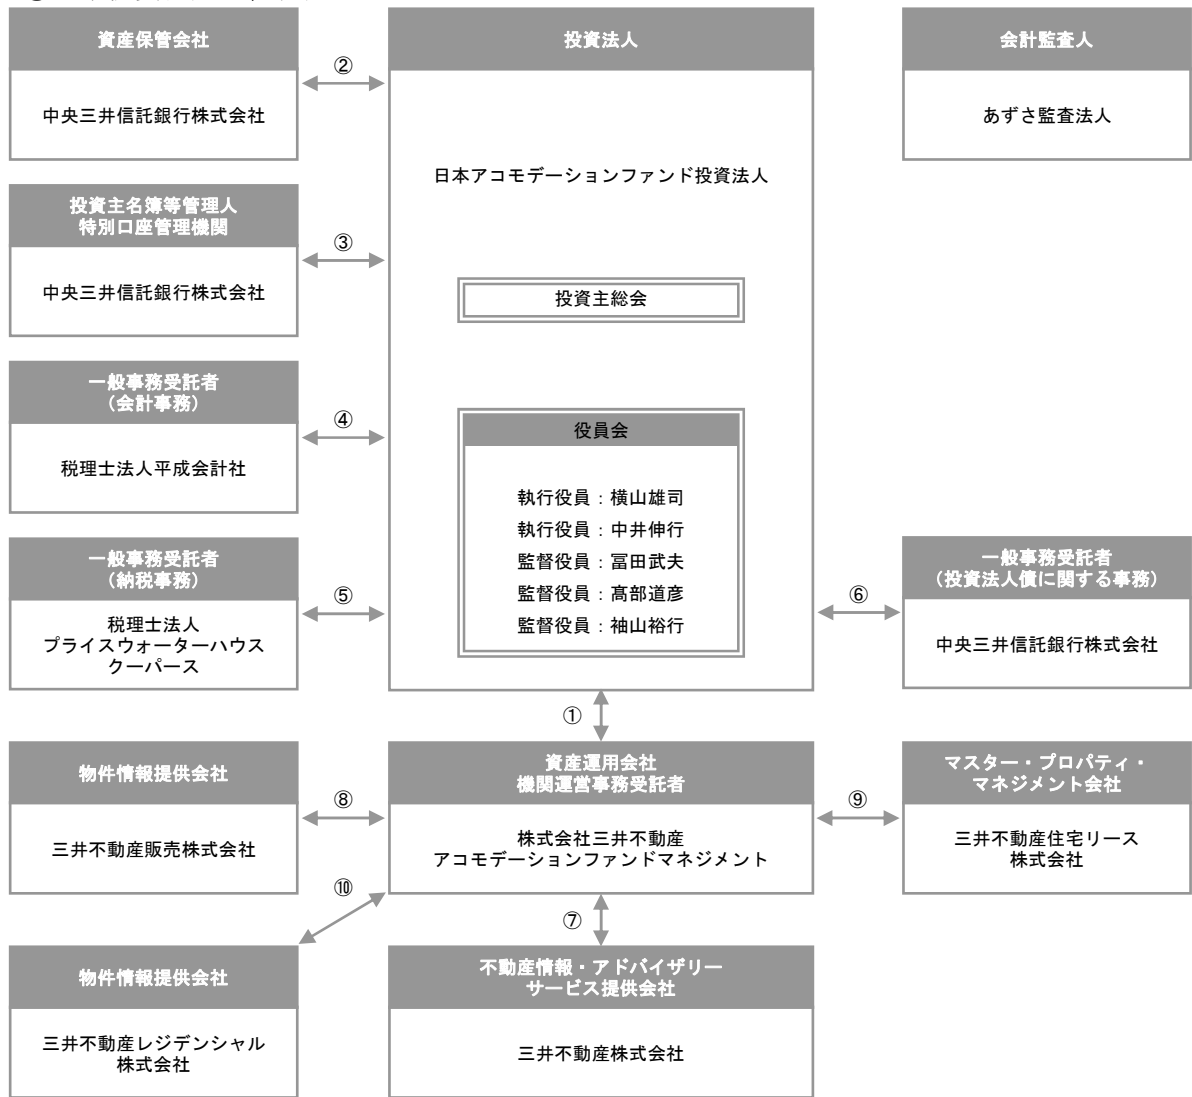 資産保管会社
中央三井信託銀行株式会社
②
投資法人
日本アコモデーションファンド投資法人
会計監査人
あずさ監査法人
投資主名簿等管理人
特別口座管理機関
中央三井信託銀行株式会社
③
投資主総会
一般事務受託者
（会計事務）
税理士法人平成会計社
④
役員会
執行役員：横山雄司
執行役員：中井伸行
監督役員：冨田武夫
監督役員：髙部道彦
監督役員：袖山裕行
一般事務受託者
（納税事務）
税理士法人
プライスウォーターハウス
クーパース
⑤
⑥
一般事務受託者
（投資法人債に関する事務）
中央三井信託銀行株式会社
①
物件情報提供会社
三井不動産販売株式会社
⑧
資産運用会社
機関運営事務受託者
株式会社三井不動産
アコモデーションファンドマネジメント
⑨
マスター・プロパティ・
マネジメント会社
三井不動産住宅リース
株式会社
⑩
⑦
物件情報提供会社
三井不動産レジデンシャル
株式会社
不動産情報・アドバイザリー
サービス提供会社
三井不動産株式会社